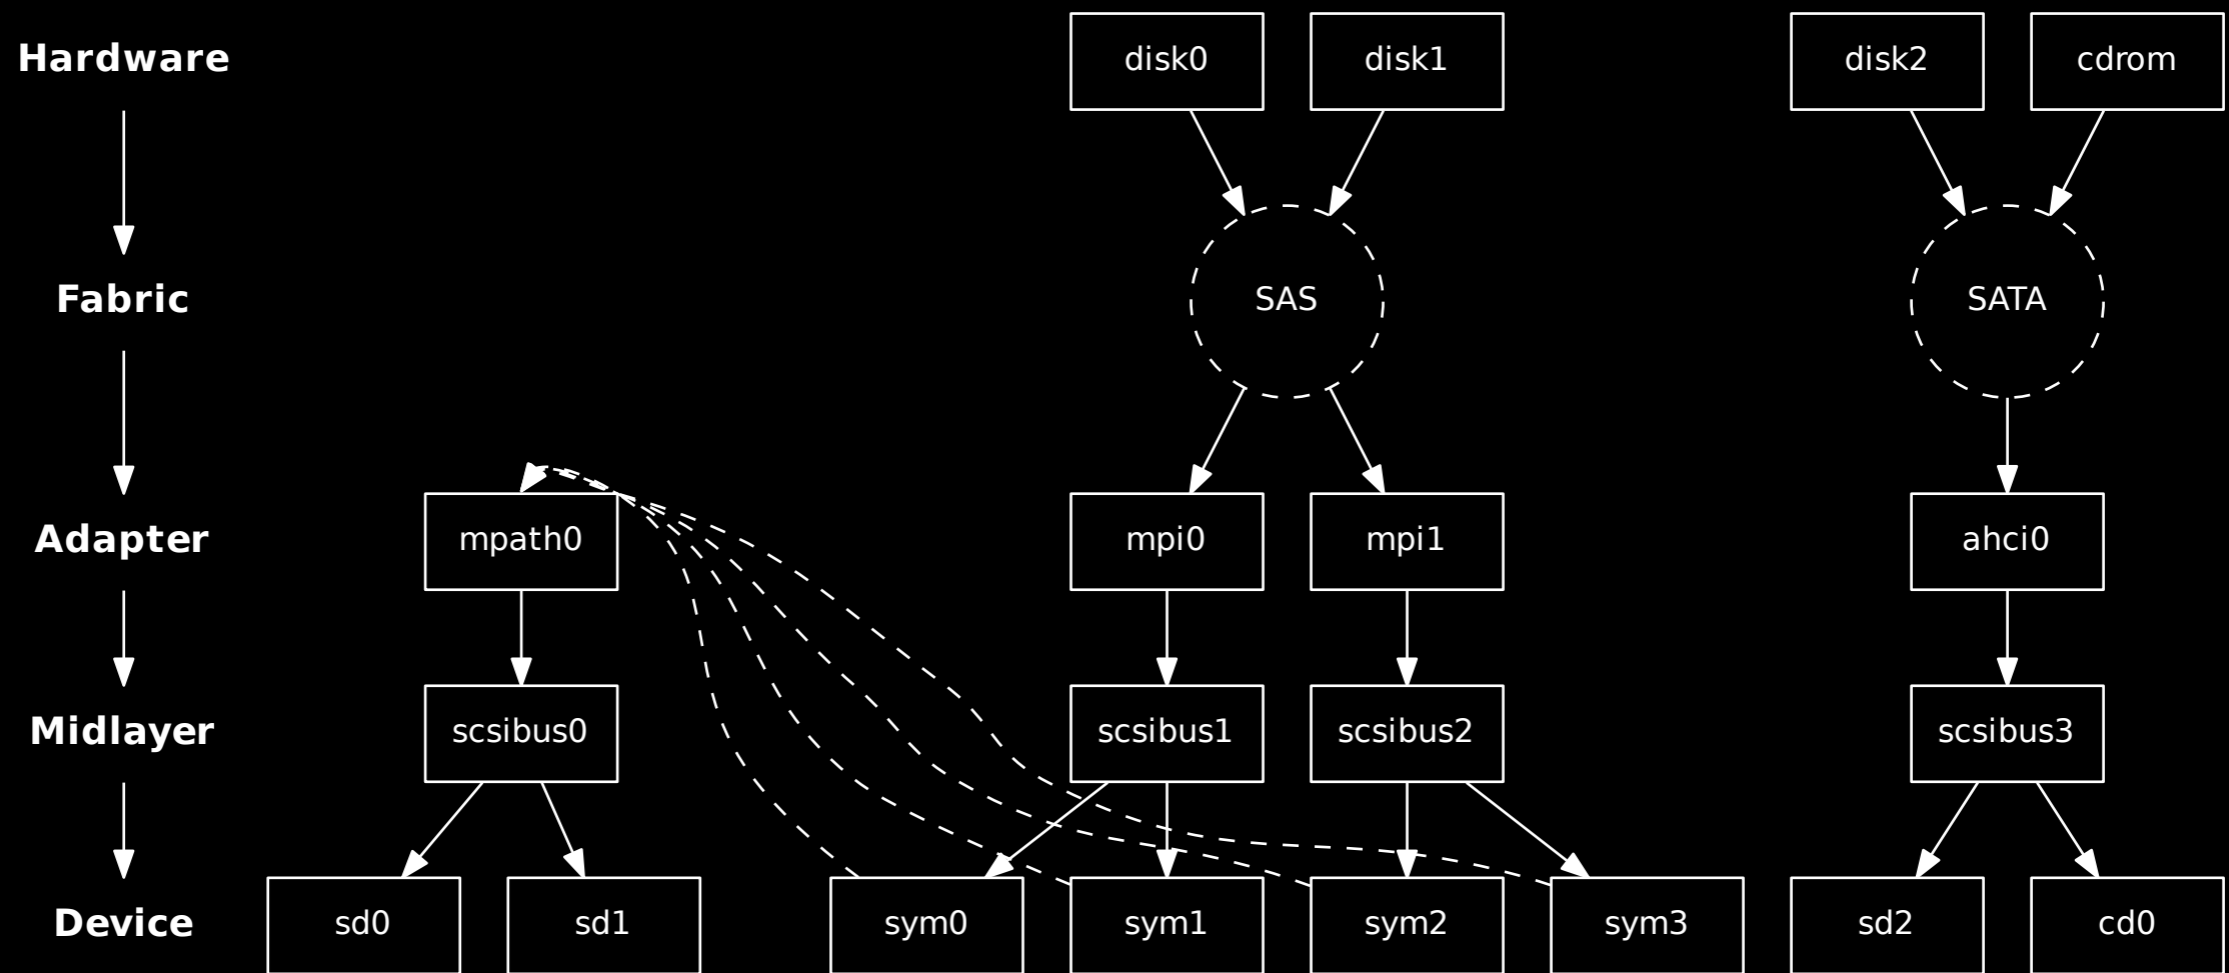 Hardware
disk0
disk1
disk2
cdrom
Fabric
SAS
SATA
Adapter
mpath0
mpi0
mpi1
ahci0
Midlayer
scsibus0
scsibus1
scsibus2
scsibus3
Device
sd0
sd1
sym0
sym1
sym2
sym3
sd2
cd0